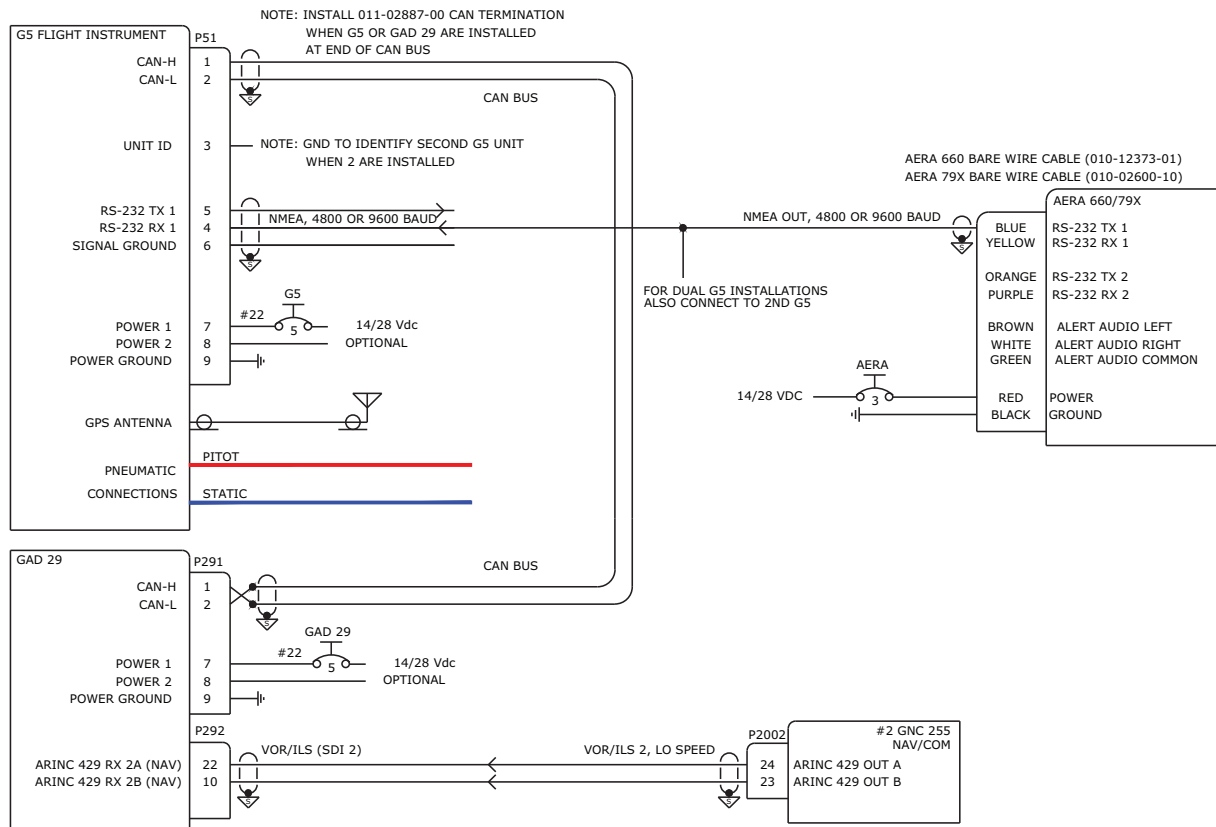 NOTE: INSTALL 011-02887-00 CAN TERMINATION
WHEN G5 OR GAD 29 ARE INSTALLED
AT END OF CAN BUS
G5 FLIGHT INSTRUMENT
P51
CAN-H 1
CAN-L 2
CAN BUS
UNIT ID 3
NOTE: GND TO IDENTIFY SECOND G5 UNIT
WHEN 2 ARE INSTALLED
RS-232 TX 1 5
RS-232 RX 1 4
SIGNAL GROUND 6
NMEA, 4800 OR 9600 BAUD
S
S
G5
#22
5
14/28 Vdc
OPTIONAL
POWER 1 7
POWER 2 8
POWER GROUND 9
GPS ANTENNA
PNEUMATIC
CONNECTIONS
PITOT
STATIC
AERA 660 BARE WIRE CABLE (010-12373-01)
AERA 79X BARE WIRE CABLE (010-02600-10)
AERA 660/79X
NMEA OUT, 4800 OR 9600 BAUD
S
BLUE RS-232 TX 1
YELLOW RS-232 RX 1
ORANGE RS-232 TX 2
PURPLE RS-232 RX 2
BROWN ALERT AUDIO LEFT
WHITE ALERT AUDIO RIGHT
GREEN ALERT AUDIO COMMON
RED POWER
BLACK GROUND
FOR DUAL G5 INSTALLATIONS
ALSO CONNECT TO 2ND G5
AERA
14/28 VDC
3
GAD 29
P291
CAN-H 1
CAN-L 2
CAN BUS
S
GAD 29
#22
5
14/28 Vdc
OPTIONAL
POWER 1 7
POWER 2 8
POWER GROUND 9
P292
ARINC 429 RX 2A (NAV) 22
ARINC 429 RX 2B (NAV) 10
VOR/ILS (SDI 2)
VOR/ILS 2, LO SPEED
S
S
P2002
#2 GNC 255
NAV/COM
24 ARINC 429 OUT A
23 ARINC 429 OUT B